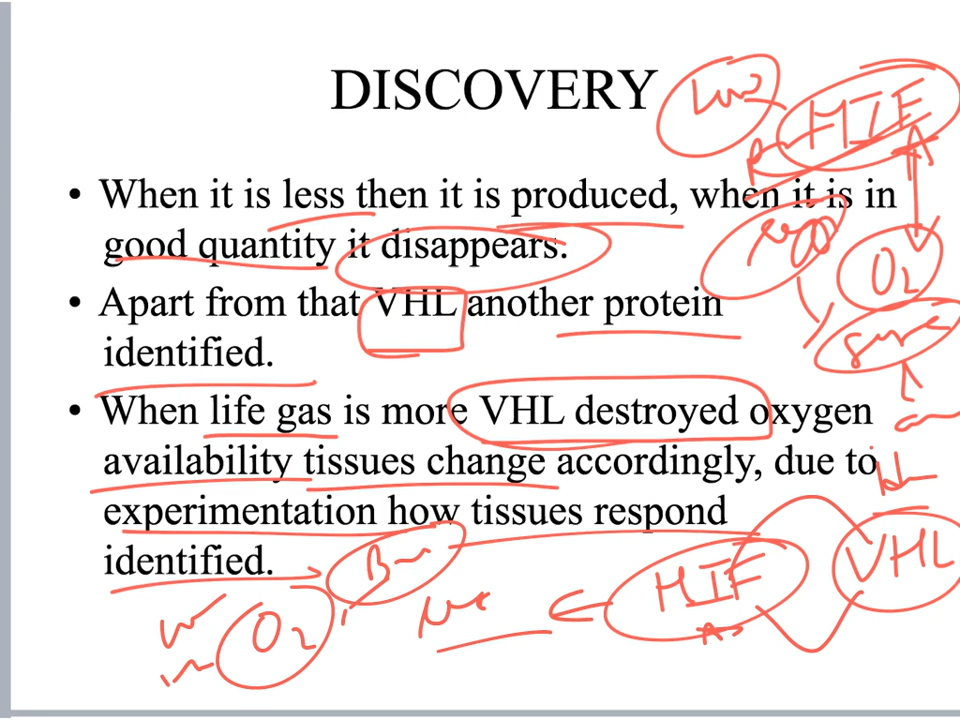 DISCOVERY
• When it is less then it is produced, when it is in
good quantity it disappears.
• Apart from that VHL another protein
identified.
• When life gas is more VHL destroyed oxygen
availability tissues change accordingly, due to
experimentation how tissues respond
identified.
HIF
O2
VHL
HIF
O2